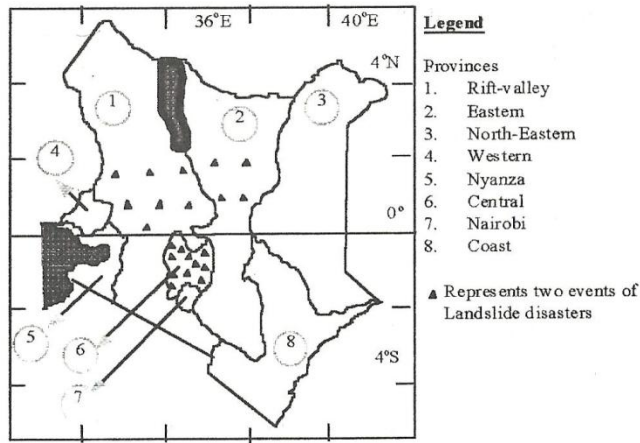 36°E
40°E
Legend
4°N
Provinces
1. Rift-valley
2. Eastern
3. North-Eastern
4. Western
5. Nyanza
6. Central
7. Nairobi
8. Coast
1
2
3
4
0°
▲ Represents two events of
Landslide disasters
5
6
7
8
4°S